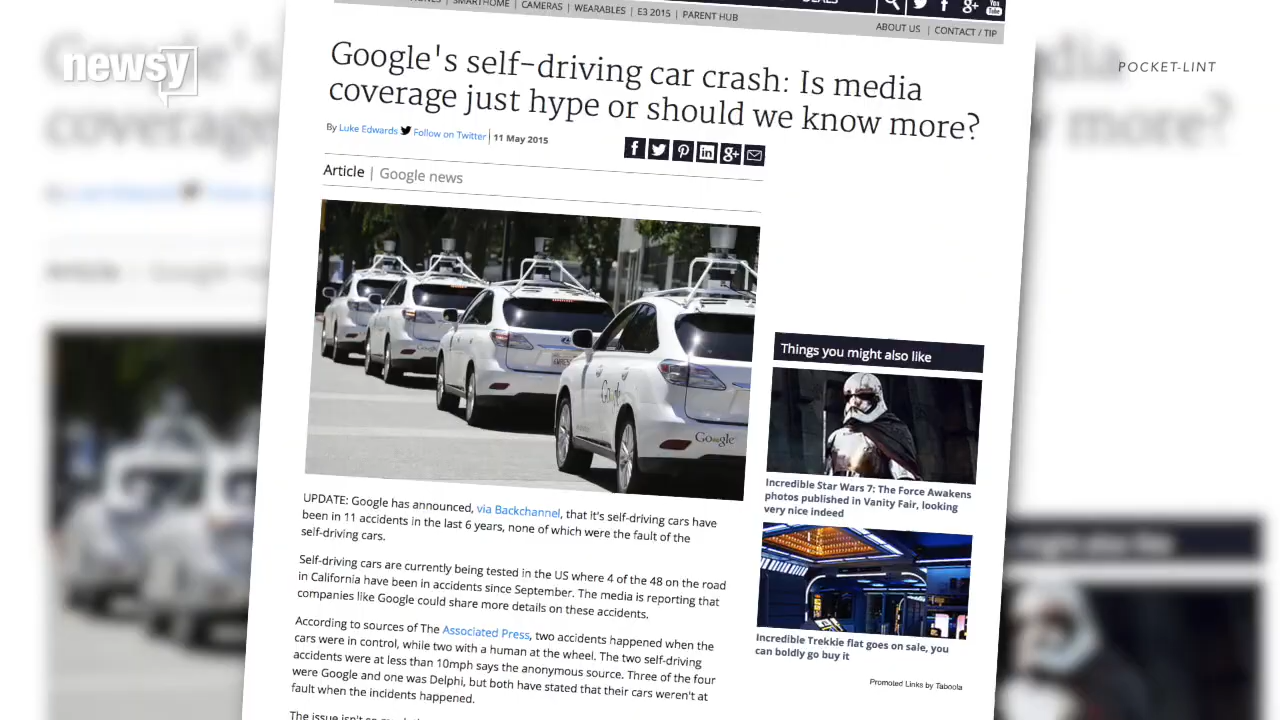 SMARTHOME | CAMERAS | WEARABLES | E3 2015 | PARENT HUB
ABOUT US | CONTACT / TIP
newsy
POCKET-LINT
Google's self-driving car crash: Is media
coverage just hype or should we know more?
By Luke Edwards Follow on Twitter | 11 May 2015
Article | Google news
Google
Google
Things you might also like
Incredible Star Wars 7: The Force Awakens
photos published in Vanity Fair, looking
very nice indeed
Incredible Trekkie flat goes on sale, you
can boldly go buy it
Promoted Links by Taboola
UPDATE: Google has announced, via Backchannel, that it's self-driving cars have
been in 11 accidents in the last 6 years, none of which were the fault of the
self-driving cars.
Self-driving cars are currently being tested in the US where 4 of the 48 on the road
in California have been in accidents since September. The media is reporting that
companies like Google could share more details on these accidents.
According to sources of The Associated Press, two accidents happened when the
cars were in control, while two with a human at the wheel. The two self-driving
accidents were at less than 10mph says the anonymous source. Three of the four
were Google and one was Delphi, but both have stated that their cars weren't at
fault when the incidents happened.
The issue isn't so